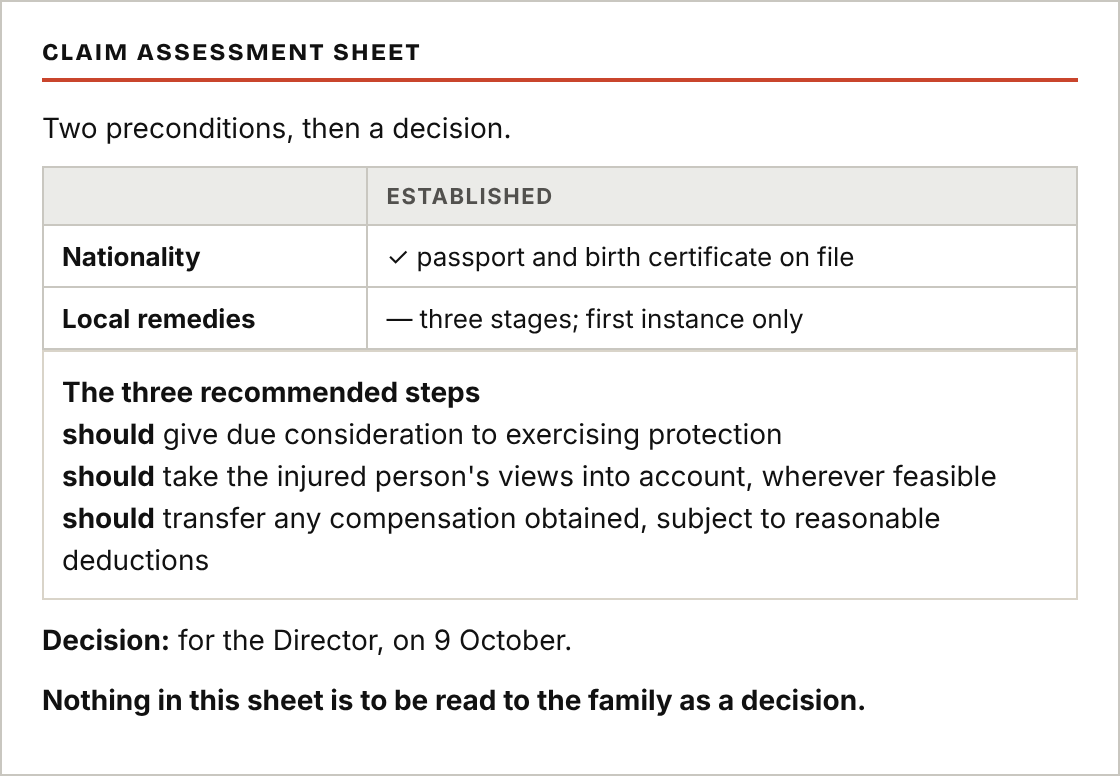 CLAIM ASSESSMENT SHEET
Two preconditions, then a decision.
ESTABLISHED
Nationality ✓ passport and birth certificate on file
Local remedies — three stages; first instance only
The three recommended steps
should give due consideration to exercising protection
should take the injured person's views into account, wherever feasible
should transfer any compensation obtained, subject to reasonable
deductions
Decision: for the Director, on 9 October.
Nothing in this sheet is to be read to the family as a decision.